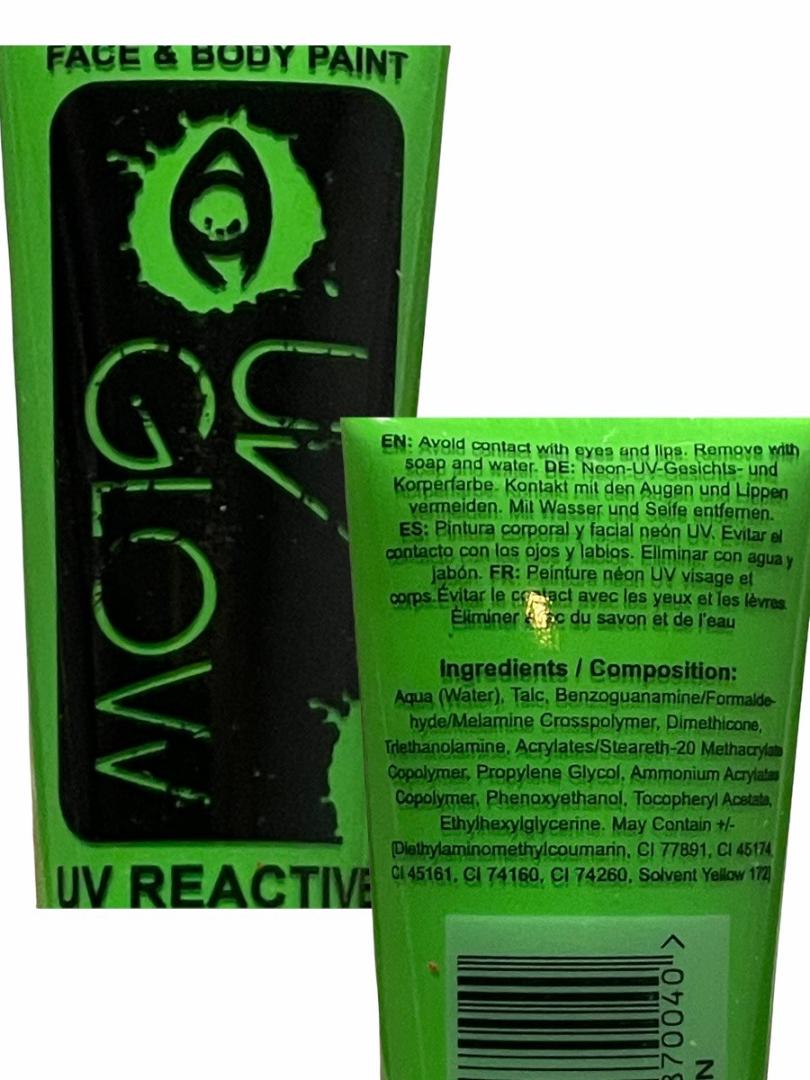 FACE & BODY PAINT
UV
GLOW
UV REACTIVE
EN: Avoid contact with eyes and lips. Remove with
soap and water. DE: Neon-UV-Gesichts- und
Korperfarbe. Kontakt mit den Augen und Lippen
vermeiden. Mit Wasser und Seife entfernen.
ES: Pintura corporal y facial neón UV. Evitar el
contacto con los ojos y labios. Eliminar con agua y
jabón. FR: Peinture néon UV visage et
corps.Évitar le contact avec les yeux et les lèvres.
Éliminer avec du savon et de l'eau
Ingredients / Composition:
Aqua (Water), Talc, Benzoguanamine/Formalde-
hyde/Melamine Crosspolymer, Dimethicone,
Triethanolamine, Acrylates/Steareth-20 Methacrylate
Copolymer, Propylene Glycol, Ammonium Acrylates
Copolymer, Phenoxyethanol, Tocopheryl Acetate,
Ethylhexylglycerine. May Contain +/-
[Diethylaminomethylcoumarin, CI 77891, CI 45174,
CI 45161, CI 74160, CI 74260, Solvent Yellow 172]
370040 >
N